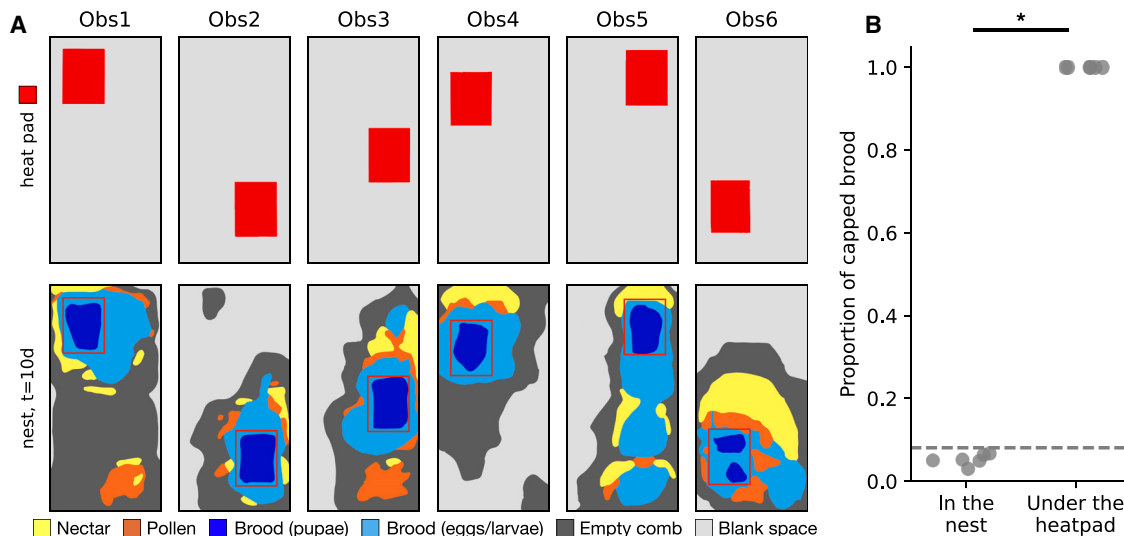 A
Obs1 Obs2 Obs3 Obs4 Obs5 Obs6
heat pad
nest, t=10d
Nectar Pollen Brood (pupae) Brood (eggs/larvae) Empty comb Blank space
B
*
Proportion of capped brood
1.0
0.8
0.6
0.4
0.2
0.0
In the
nest
Under the
heatpad